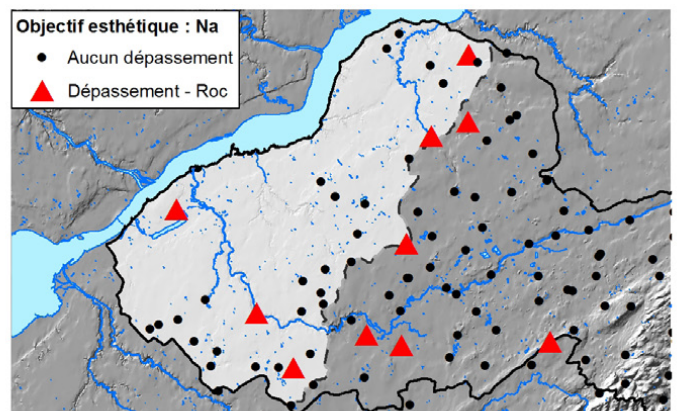 Objectif esthétique : Na
Aucun dépassement
Dépassement - Roc